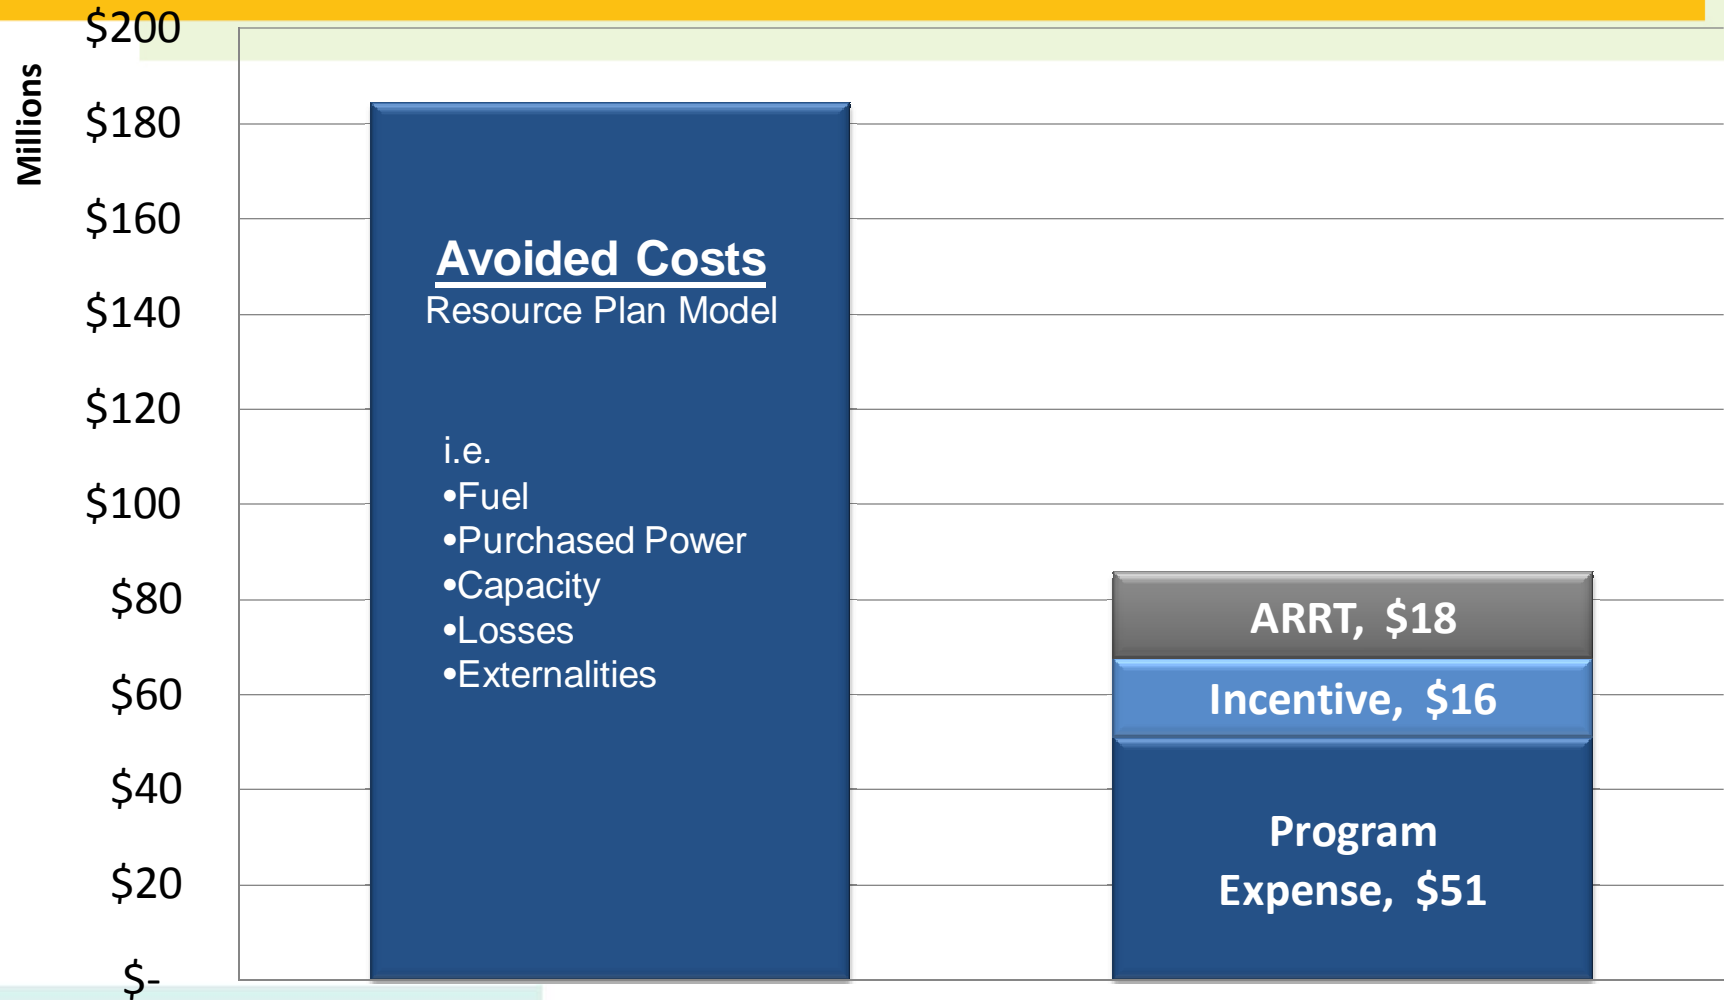 Millions
$200
$180
$160
$140
$120
$100
$80
$60
$40
$20
$-
Avoided Costs
Resource Plan Model
i.e.
•Fuel
•Purchased Power
•Capacity
•Losses
•Externalities
ARRT, $18
Incentive, $16
Program
Expense, $51